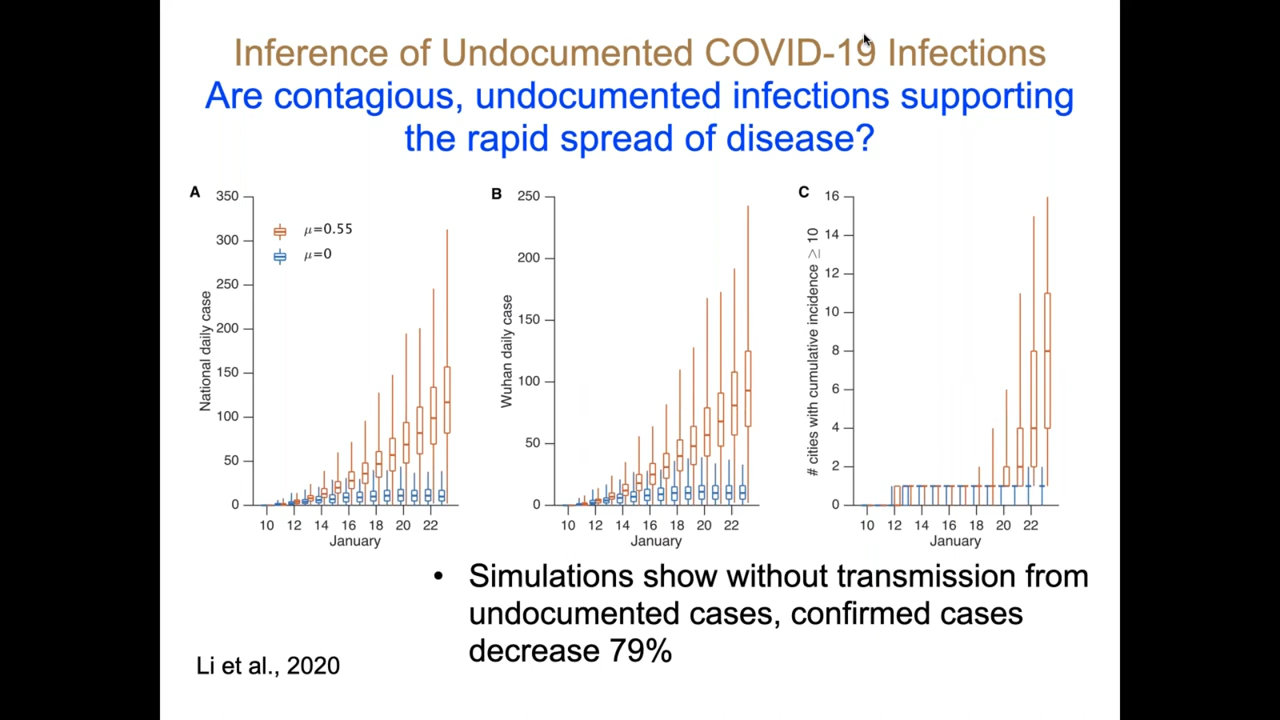 Inference of Undocumented COVID-19 Infections
Are contagious, undocumented infections supporting
the rapid spread of disease?
A
350
300
250
200
150
100
50
0
National daily case
μ=0.55
μ=0
10 12 14 16 18 20 22
January
B
250
200
150
100
50
0
Wuhan daily case
10 12 14 16 18 20 22
January
C
16
14
12
10
8
6
4
2
0
# cities with cumulative incidence ≥ 10
10 12 14 16 18 20 22
January
• Simulations show without transmission from
undocumented cases, confirmed cases
decrease 79%
Li et al., 2020